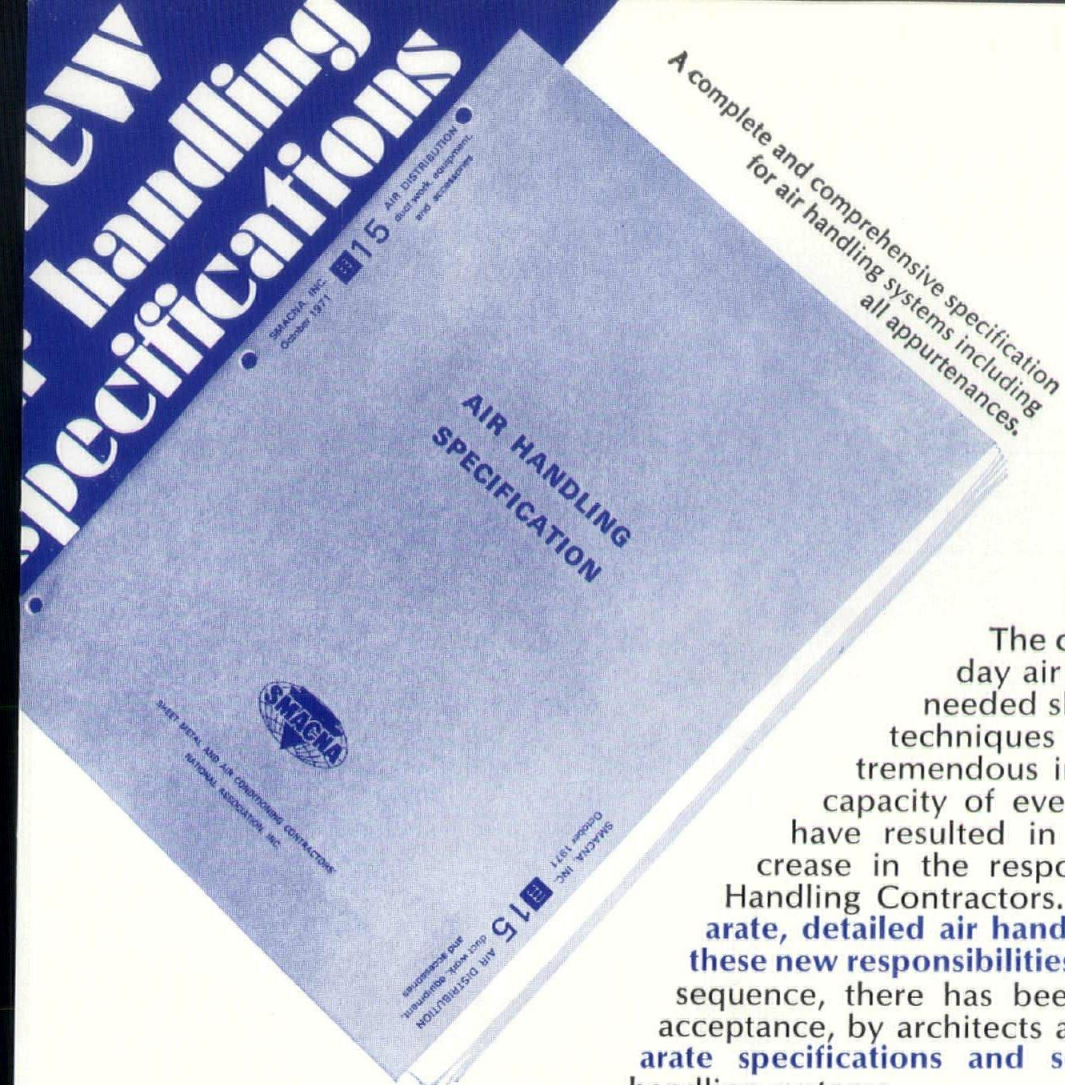 ew
handling
pecifications
A complete and comprehensive specification
for air handling systems including
all appurtenances.
SMACNA, INC.
October 1971
15
AIR DISTRIBUTION
duct work, equipment,
and accessories
AIR HANDLING
SPECIFICATION
SMACNA
SHEET METAL AND AIR CONDITIONING CONTRACTORS'
NATIONAL ASSOCIATION, INC.
SMACNA INC.
October 1971
15
AIR DISTRIBUTION
duct work, equipment,
and accessories
The
day air
needed
techniques
tremendous
capacity of eve
have resulted in
crease in the respo
Handling Contractors.
arate, detailed air hand
these new responsibilities
sequence, there has bee
acceptance, by architects a
arate specifications and s